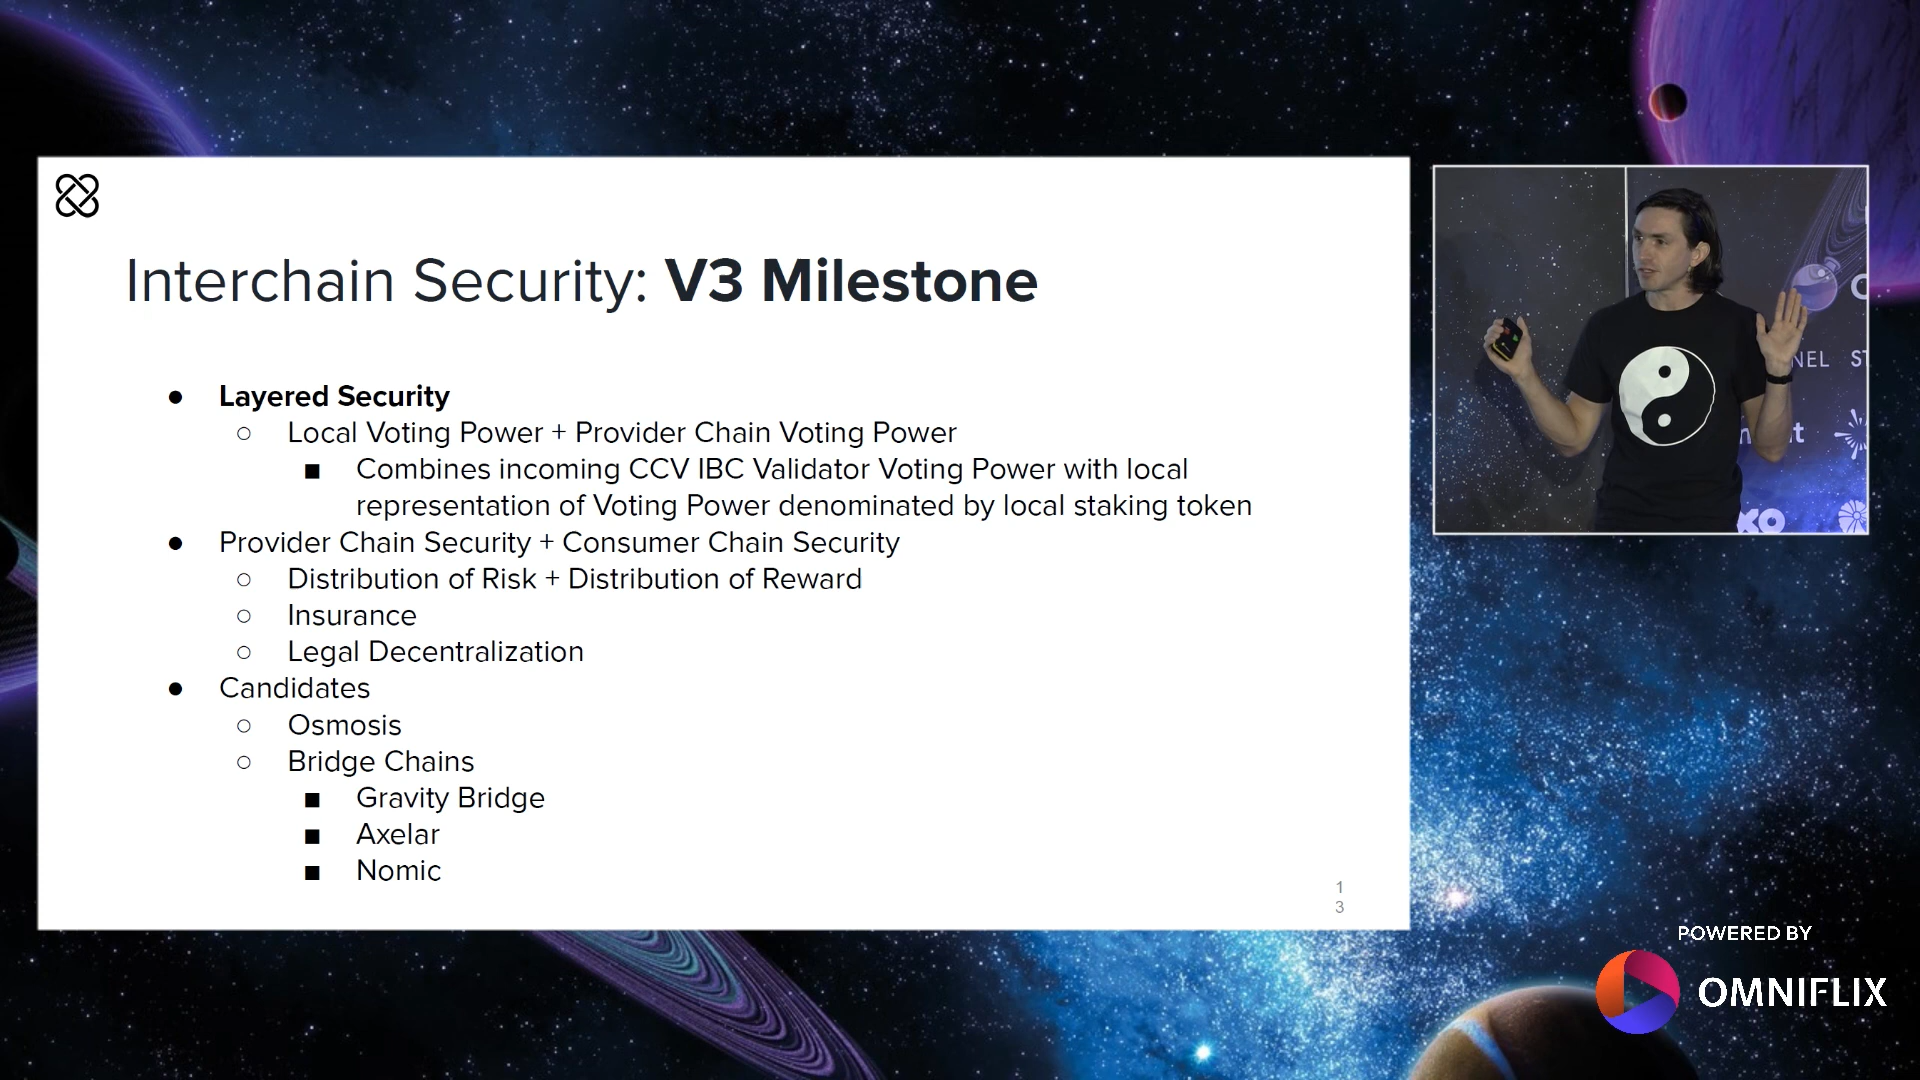 Interchain Security: V3 Milestone
● Layered Security
○ Local Voting Power + Provider Chain Voting Power
■ Combines incoming CCV IBC Validator Voting Power with local
representation of Voting Power denominated by local staking token
● Provider Chain Security + Consumer Chain Security
○ Distribution of Risk + Distribution of Reward
○ Insurance
○ Legal Decentralization
● Candidates
○ Osmosis
○ Bridge Chains
■ Gravity Bridge
■ Axelar
■ Nomic
1
3
POWERED BY
OMNIFLIX